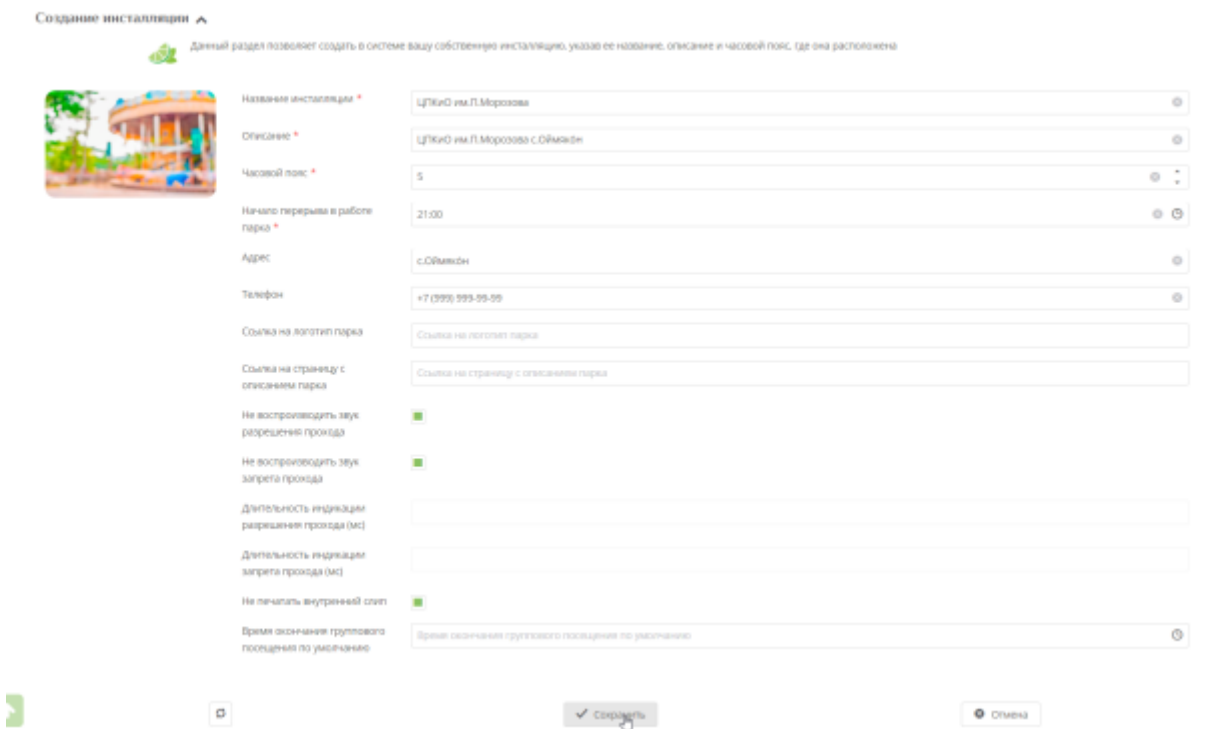 Создание инсталляции
Данный раздел позволяет создать в системе вашу собственную инсталляцию, указав ее название, описание и часовой пояс, где она расположена
Название инсталляции *
ЦПКиО им.П.Морозова
Описание *
ЦПКиО им.П.Морозова с.Оймякон
Часовой пояс *
5
Начало перерыва в работе
парка *
21:00
Адрес
с.Оймякон
Телефон
+7 (999) 999-99-99
Ссылка на логотип парка
Ссылка на логотип парка
Ссылка на страницу с
описанием парка
Ссылка на страницу с описанием парка
Не воспроизводить звук
разрешения прохода
Не воспроизводить звук
запрета прохода
Длительность индикации
разрешения прохода (мс)
Длительность индикации
запрета прохода (мс)
Не печатать внутренний слип
Время окончания группового
посещения по умолчанию
Время окончания группового посещения по умолчанию
Сохранить
Отмена